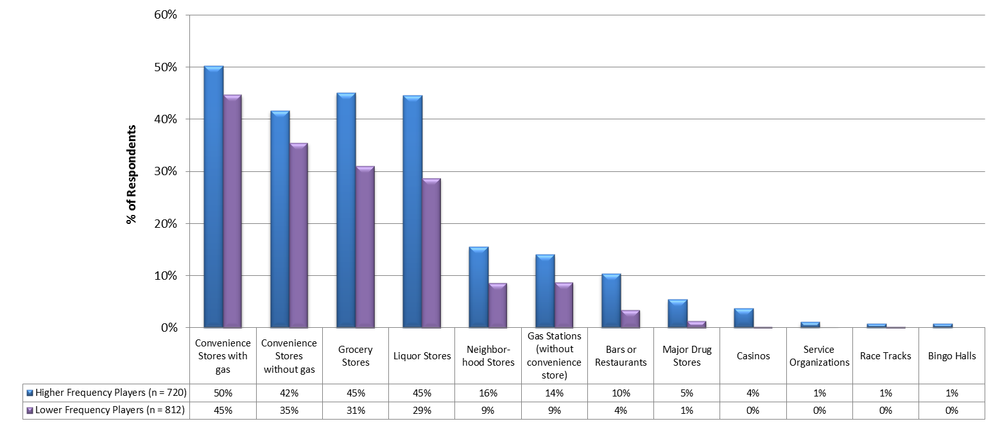 60%
50%
40%
30%
20%
10%
0%
% of Respondents
Convenience
Stores with
gas
Convenience
Stores
without gas
Grocery
Stores
Liquor Stores
Neighbor-
hood Stores
Gas Stations
(without
convenience
store)
Bars or
Restaurants
Major Drug
Stores
Casinos
Service
Organizations
Race Tracks
Bingo Halls
Higher Frequency Players (n = 720) 50% 42% 45% 45% 16% 14% 10% 5% 4% 1% 1% 1%
Lower Frequency Players (n = 812) 45% 35% 31% 29% 9% 9% 4% 1% 0% 0% 0% 0%